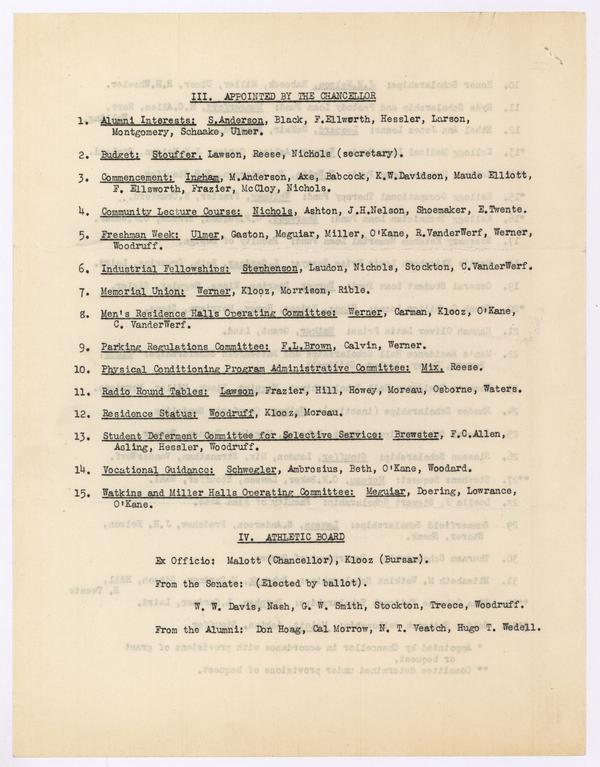 III. APPOINTED BY THE CHANCELLOR
1. Alumni Interests: S.Anderson, Black, F.Ellworth, Hessler, Larson,
Montgomery, Schaake, Ulmer.
2. Budget: Stouffer, Lawson, Reese, Nichols (secretary).
3. Commencement: Ingham, M.Anderson, Axe, Babcock, K.W.Davidson, Maude Elliott,
F. Ellsworth, Frazier, McCloy, Nichols.
4. Community Lecture Course: Nichols, Ashton, J.H.Nelson, Shoemaker, E.Twente.
5. Freshman Week: Ulmer, Gaston, Meguiar, Miller, O'Kane, R.VanderWerf, Werner,
Woodruff.
6. Industrial Fellowships: Stephenson, Laudon, Nichols, Stockton, C.VanderWerf.
7. Memorial Union: Werner, Klooz, Morrison, Rible.
8. Men's Residence Halls Operating Committee: Werner, Carman, Klooz, O'Kane,
C. VanderWerf.
9. Parking Regulations Committee: F.L.Brown, Calvin, Werner.
10. Physical Conditioning Program Administrative Committee: Mix, Reese.
11. Radio Round Tables: Lawson, Frazier, Hill, Howey, Moreau, Osborne, Waters.
12. Residence Status: Woodruff, Klooz, Moreau.
13. Student Deferment Committee for Selective Service: Brewster, F.C.Allen,
Asling, Hessler, Woodruff.
14. Vocational Guidance: Schwegler, Ambrosius, Beth, O'Kane, Woodard.
15. Watkins and Miller Halls Operating Committee: Meguiar, Doering, Lowrance,
O'Kane.
IV. ATHLETIC BOARD
Ex Officio: Malott (Chancellor), Klooz (Bursar).
From the Senate: (Elected by ballot).
W. W. Davis, Nash, G. W. Smith, Stockton, Treece, Woodruff.
From the Alumni: Don Hoag, Cal Morrow, N. T. Veatch, Hugo T. Wedell.